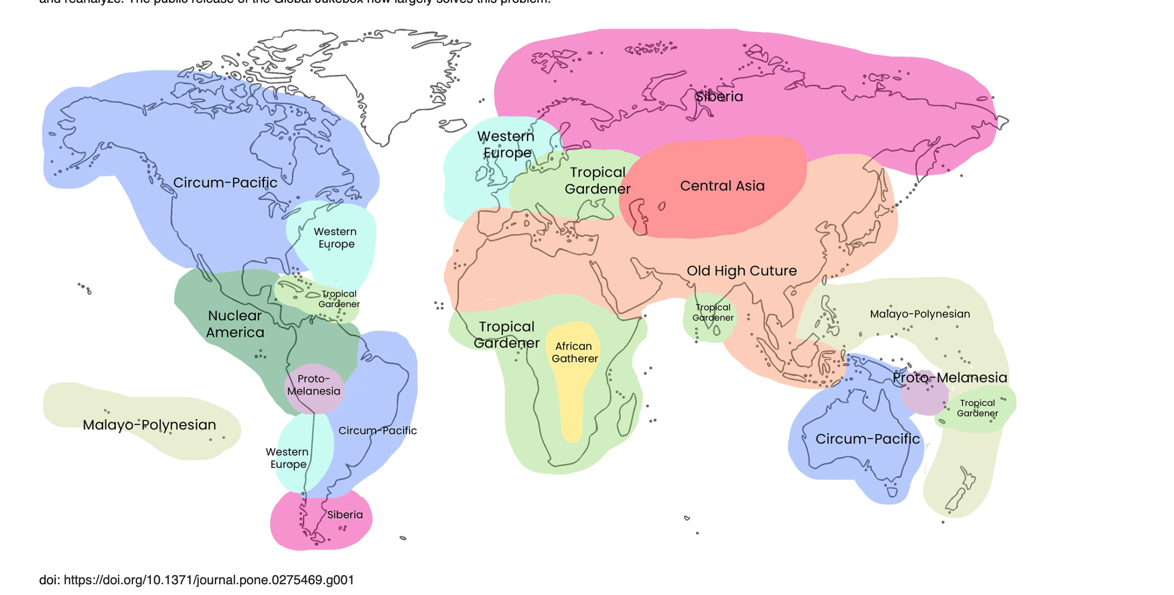 and reanalyze. The public release of the Global Jukebox now largely solves this problem.
Siberia
Western
Europe
Tropical
Gardener
Central Asia
Circum-Pacific
Western
Europe
Old High Cuture
Tropical
Gardener
Nuclear
America
Tropical
Gardener
African
Gatherer
Tropical
Gardener
Malayo-Polynesian
Proto-
Melanesia
Proto-Melanesia
Tropical
Gardener
Malayo-Polynesian
Circum-Pacific
Circum-Pacific
Western
Europe
Siberia
doi: https://doi.org/10.1371/journal.pone.0275469.g001